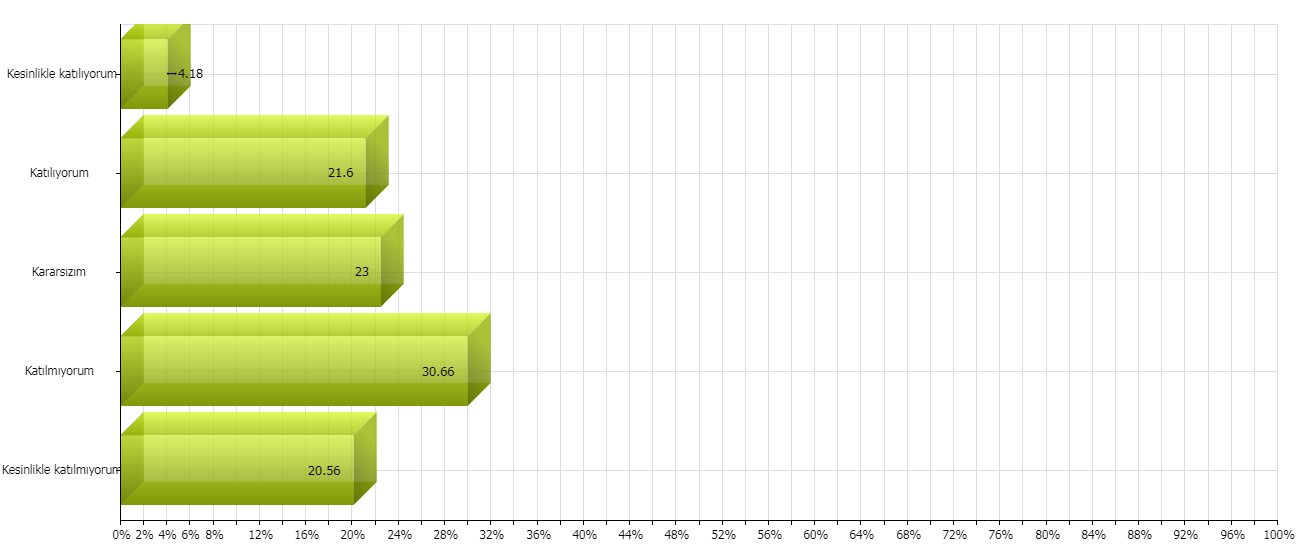 Kesinlikle katılıyorum
4.18
Katılıyorum
21.6
Kararsızım
23
Katılmıyorum
30.66
Kesinlikle katılmıyorum
20.56
0% 2% 4% 6% 8% 12% 16% 20% 24% 28% 32% 36% 40% 44% 48% 52% 56% 60% 64% 68% 72% 76% 80% 84% 88% 92% 96% 100%